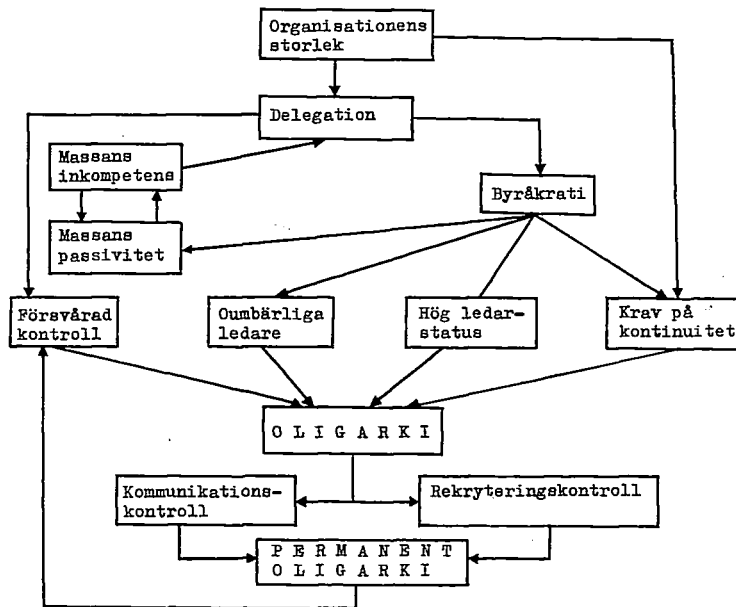 Organisationens
storlek
Delegation
Massans
inkompetens
Byråkrati
Massans
passivitet
Försvårad
kontroll
Oumbärliga
ledare
Hög ledar-
status
Krav på
kontinuitet
O L I G A R K I
Kommunikations-
kontroll
Rekryteringskontroll
P E R M A N E N T
O L I G A R K I